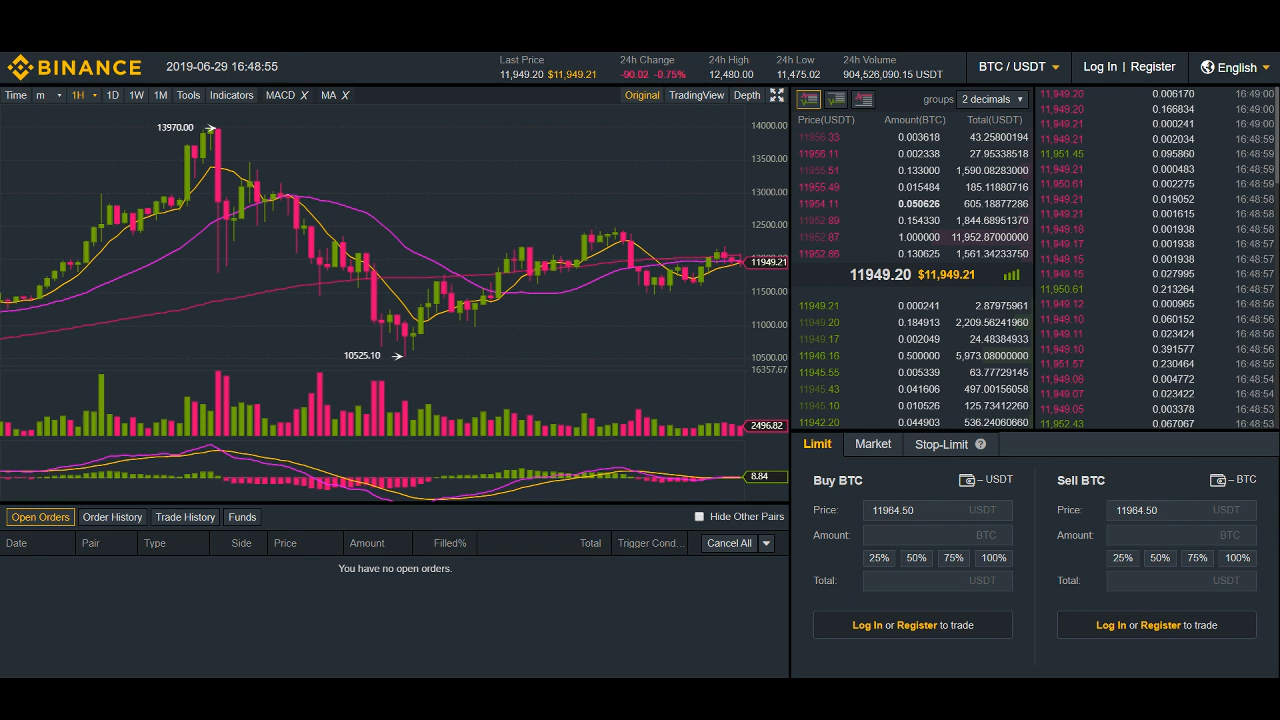 BINANCE 2019-06-29 16:48:55
Last Price 24h Change 24h High 24h Low 24h Volume
11,949.20 $11,949.21 -90.02 -0.75% 12,480.00 11,475.02 904,526,090.15 USDT
BTC / USDT Log In | Register English
Time m 1H 1D 1W 1M Tools Indicators MACD X MA X Original TradingView Depth
13970.00
10525.10
14000.00
13500.00
13000.00
12500.00
11949.21
11500.00
11000.00
10500.00
16357.67
2496.82
8.84
groups 2 decimals
Price(USDT) Amount(BTC) Total(USDT)
11956.33 0.003618 43.25800194
11956.11 0.002338 27.95338518
11955.51 0.133000 1,590.08283000
11955.49 0.015484 185.11880716
11954.11 0.050626 605.18877286
11952.89 0.154330 1,844.68951370
11952.87 1.000000 11,952.87000000
11952.86 0.130625 1,561.34233750
11949.20 $11,949.21
11949.21 0.000241 2.87975961
11949.20 0.184913 2,209.56241960
11949.17 0.002049 24.48384933
11946.16 0.500000 5,973.08000000
11945.55 0.005339 63.77729145
11945.43 0.041606 497.00156058
11945.10 0.010526 125.73412260
11942.20 0.044903 536.24060660
11,949.20 0.006170 16:49:00
11,949.20 0.166834 16:49:00
11,949.21 0.000241 16:49:00
11,949.21 0.002034 16:48:59
11,951.45 0.095860 16:48:59
11,949.21 0.000483 16:48:59
11,950.61 0.002275 16:48:59
11,949.21 0.019052 16:48:59
11,949.21 0.001615 16:48:59
11,949.18 0.001938 16:48:59
11,949.17 0.001938 16:48:57
11,949.15 0.001938 16:48:59
11,949.15 0.027995 16:48:57
11,950.61 0.213264 16:48:57
11,949.12 0.000685 16:48:56
11,949.10 0.060152 16:48:56
11,949.11 0.023424 16:48:56
11,949.10 0.391577 16:48:56
11,951.57 0.230464 16:48:55
11,949.08 0.004772 16:48:54
11,949.07 0.023422 16:48:54
11,949.05 0.003378 16:48:53
11,952.43 0.067067 16:48:53
Open Orders Order History Trade History Funds Hide Other Pairs
Date Pair Type Side Price Amount Filled% Total Trigger Cond... Cancel All
You have no open orders.
Limit Market Stop-Limit ?
Buy BTC – USDT
Price: 11964.50 USDT
Amount: BTC
25% 50% 75% 100%
Total: USDT
Log In or Register to trade
Sell BTC – BTC
Price: 11964.50 USDT
Amount: BTC
25% 50% 75% 100%
Total: USDT
Log In or Register to trade